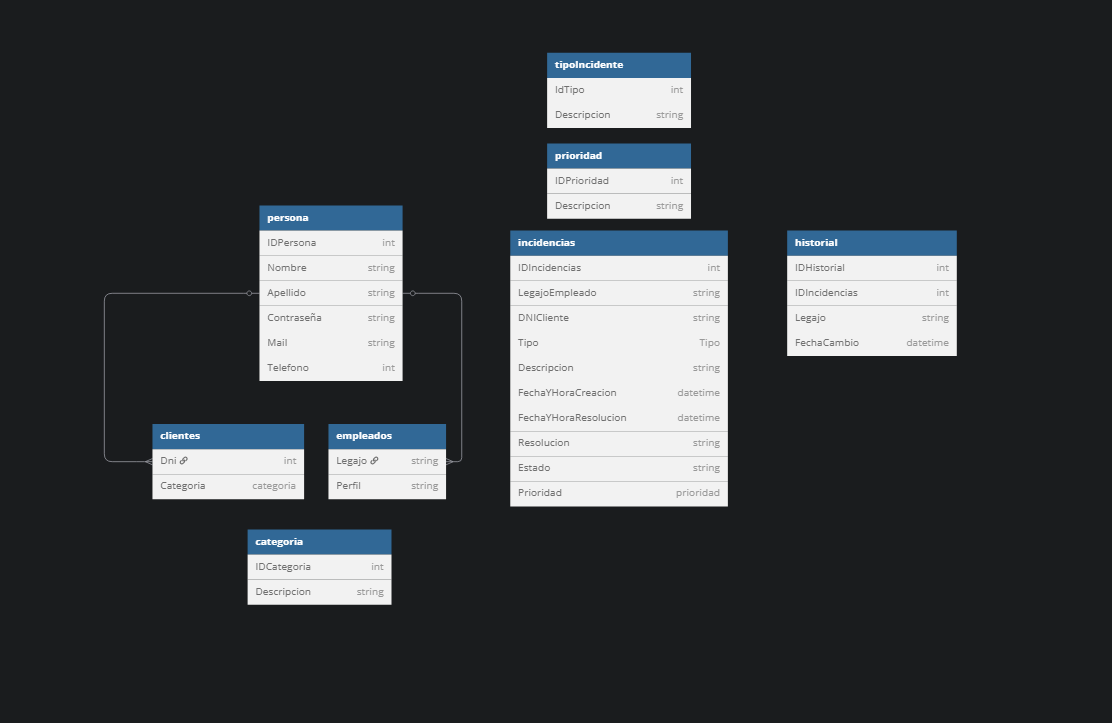 tipoIncidente
IdTipo int
Descripcion string
prioridad
IDPrioridad int
Descripcion string
persona
IDPersona int
Nombre string
Apellido string
Contraseña string
Mail string
Telefono int
incidencias
IDIncidencias int
LegajoEmpleado string
DNICliente string
Tipo Tipo
Descripcion string
FechaYHoraCreacion datetime
FechaYHoraResolucion datetime
Resolucion string
Estado string
Prioridad prioridad
historial
IDHistorial int
IDIncidencias int
Legajo string
FechaCambio datetime
clientes
Dni int
Categoria categoria
empleados
Legajo string
Perfil string
categoria
IDCategoria int
Descripcion string